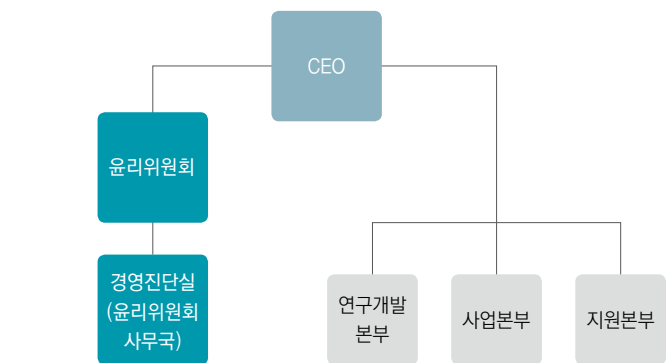 CEO
윤리위원회
경영진단실
(윤리위원회
사무국)
연구개발
본부
사업본부
지원본부